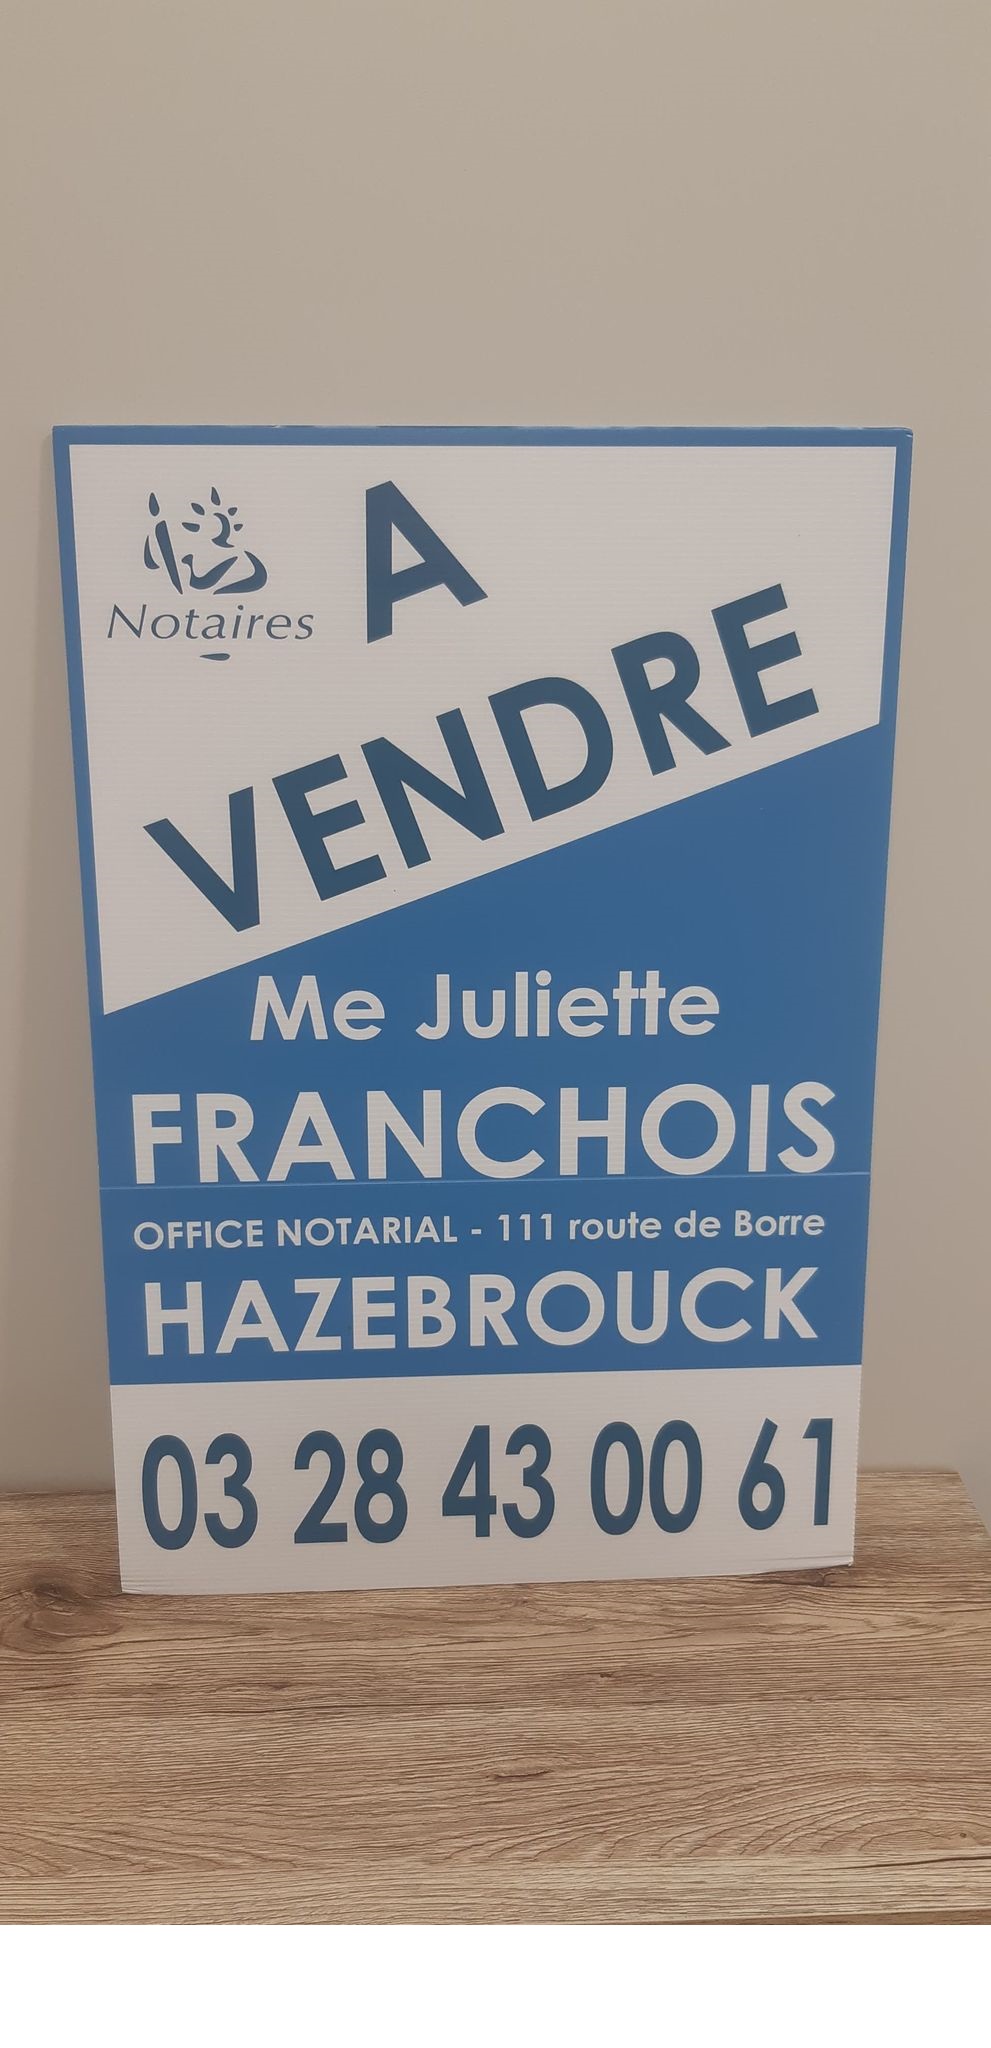 A
Notaires
VENDRE
Me Juliette
FRANCHOIS
OFFICE NOTARIAL - 111 route de Borre
HAZEBROUCK
03 28 43 00 61